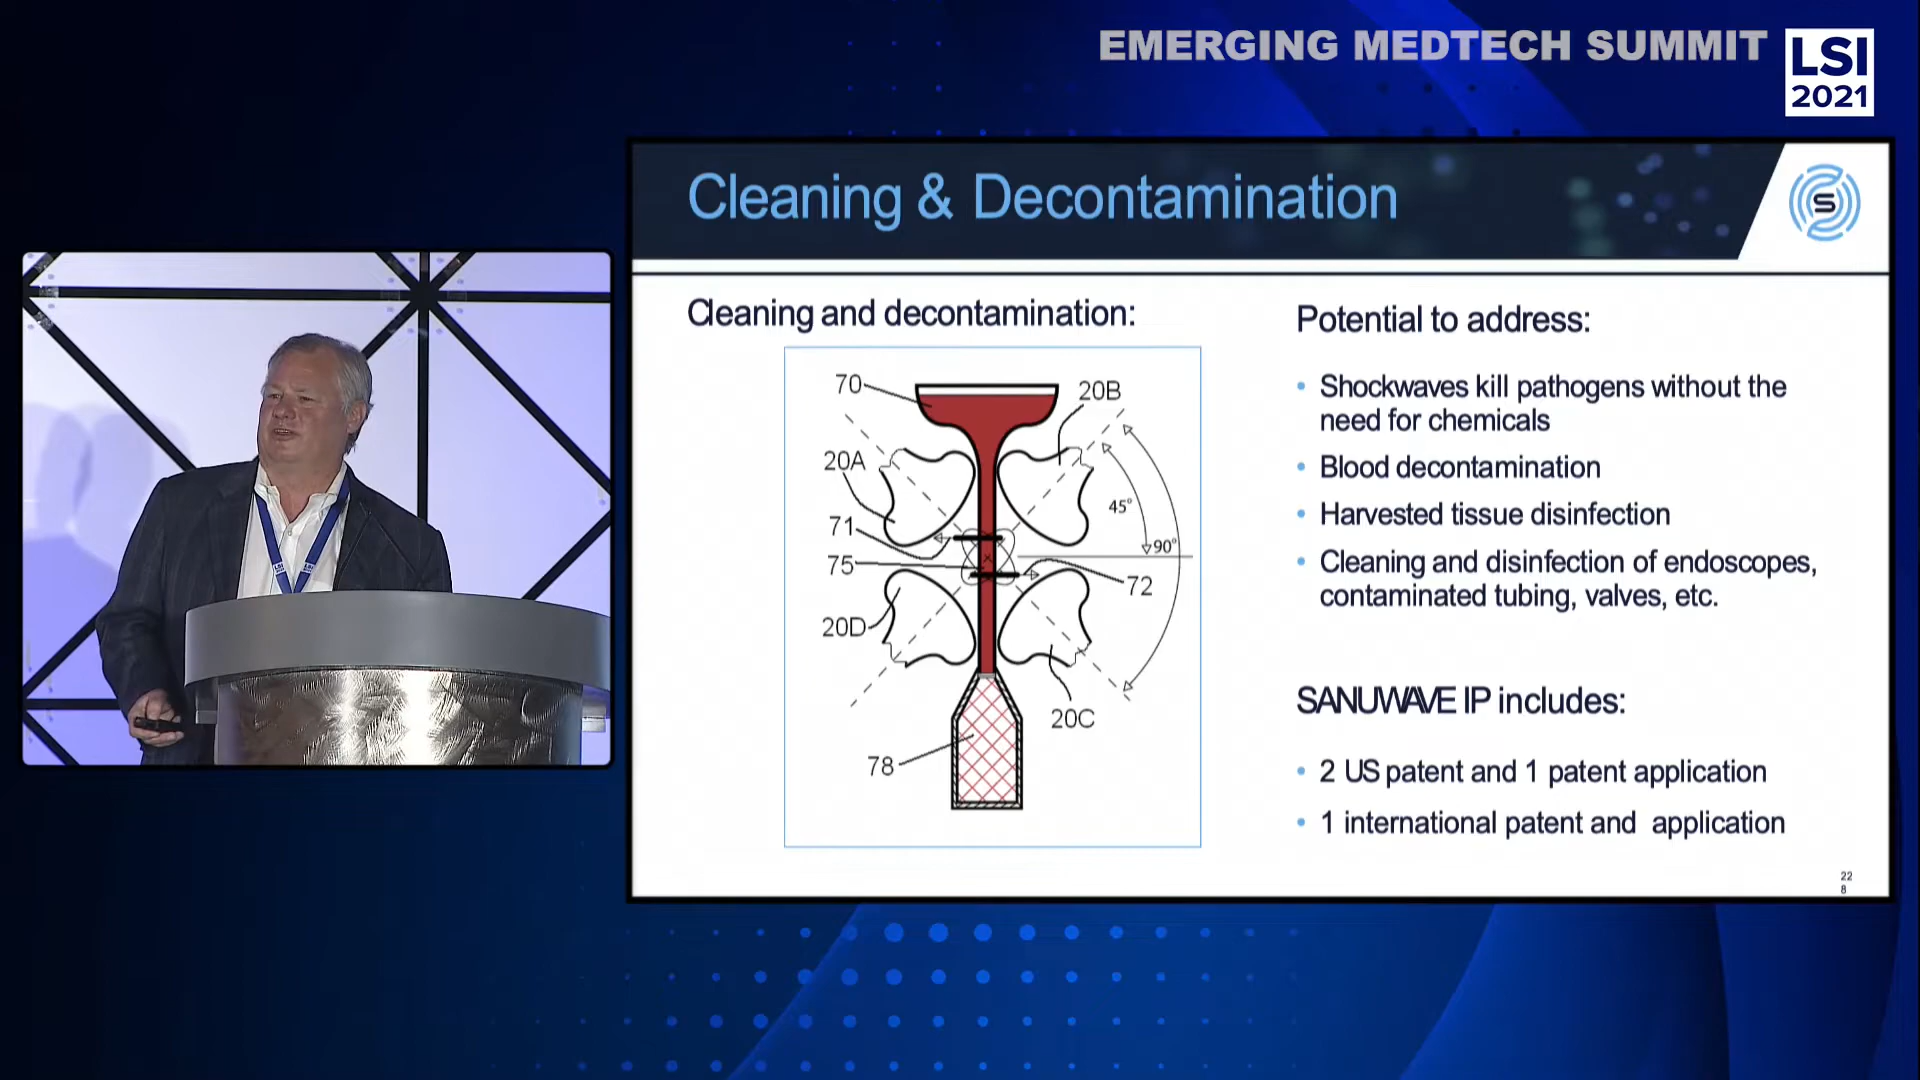 EMERGING MEDTECH SUMMIT
LSI
2021
Cleaning & Decontamination
S
Cleaning and decontamination:
70
20B
20A
45°
71
90°
75
72
20D
20C
78
Potential to address:
• Shockwaves kill pathogens without the
need for chemicals
• Blood decontamination
• Harvested tissue disinfection
• Cleaning and disinfection of endoscopes,
contaminated tubing, valves, etc.
SANUWAVE IP includes:
• 2 US patent and 1 patent application
• 1 international patent and application
22
8
LSI
LSI